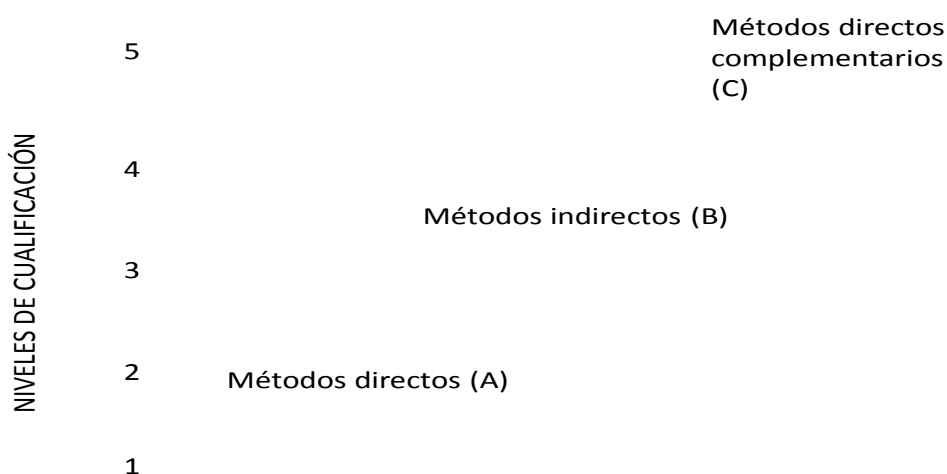 Métodos directos
complementarios
(C)
5
4
Métodos indirectos (B)
3
2
Métodos directos (A)
1
NIVELES DE CUALIFICACIÓN